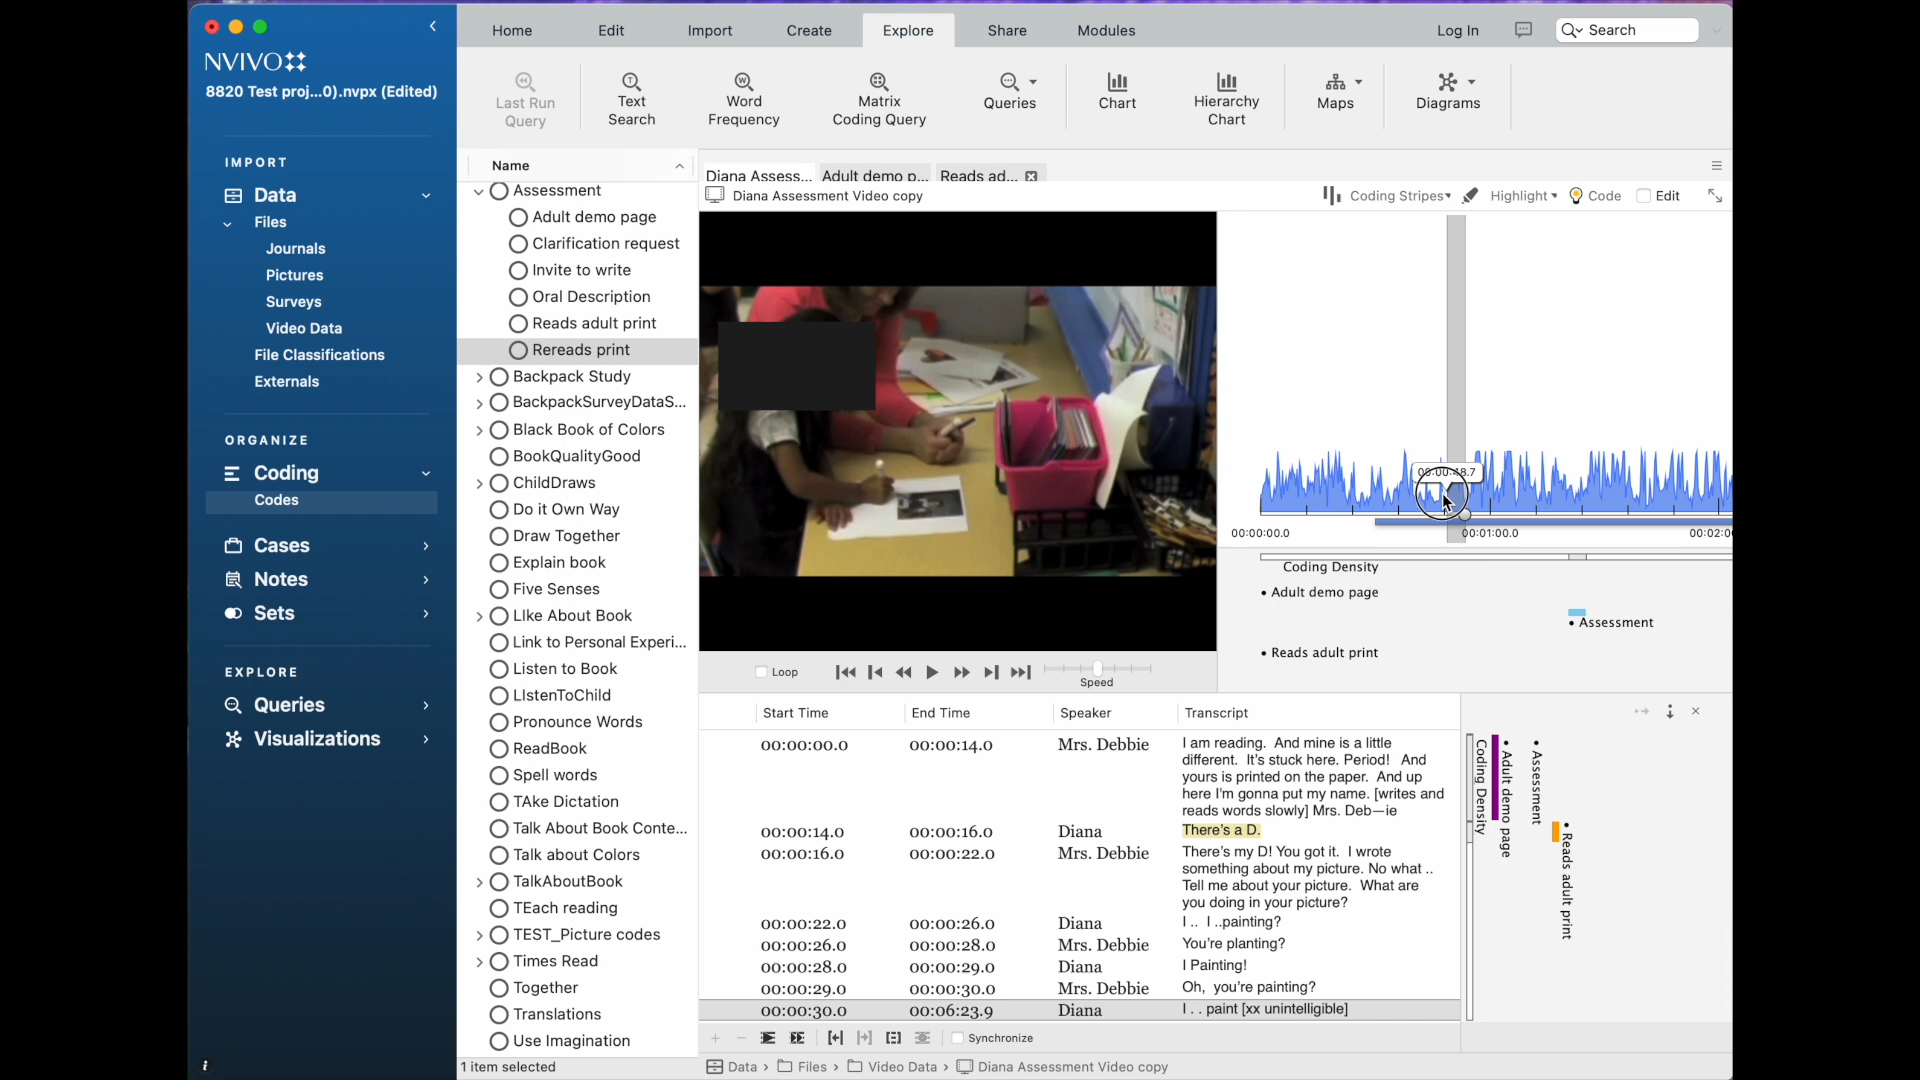 NVIVO
8820 Test proj...0).nvpx (Edited)
IMPORT
Data
Files
Journals
Pictures
Surveys
Video Data
File Classifications
Externals
ORGANIZE
Coding
Codes
Cases
Notes
Sets
EXPLORE
Queries
Visualizations
Home Edit Import Create Explore Share Modules Log In Search
Last Run Query
Text Search
Word Frequency
Matrix Coding Query
Queries
Chart
Hierarchy Chart
Maps
Diagrams
Name
Assessment
Adult demo page
Clarification request
Invite to write
Oral Description
Reads adult print
Rereads print
Backpack Study
BackpackSurveyDataS...
Black Book of Colors
BookQualityGood
ChildDraws
Do it Own Way
Draw Together
Explain book
Five Senses
LIke About Book
Link to Personal Experi...
Listen to Book
LIstenToChild
Pronounce Words
ReadBook
Spell words
TAke Dictation
Talk About Book Conte...
Talk about Colors
TalkAboutBook
TEach reading
TEST_Picture codes
Times Read
Together
Translations
Use Imagination
1 item selected
Diana Assess... Adult demo p... Reads ad...
Diana Assessment Video copy
Coding Stripes Highlight Code Edit
00:00:48.7
00:00:00.0 00:01:00.0 00:02:0
Coding Density
Adult demo page
Assessment
Reads adult print
Loop
Speed
Start Time End Time Speaker Transcript
00:00:00.0 00:00:14.0 Mrs. Debbie I am reading. And mine is a little
different. It's stuck here. Period! And
yours is printed on the paper. And up
here I'm gonna put my name. [writes and
reads words slowly] Mrs. Deb—ie
00:00:14.0 00:00:16.0 Diana There's a D.
00:00:16.0 00:00:22.0 Mrs. Debbie There's my D! You got it. I wrote
something about my picture. No what ..
Tell me about your picture. What are
you doing in your picture?
00:00:22.0 00:00:26.0 Diana I .. I ..painting?
00:00:26.0 00:00:28.0 Mrs. Debbie You're planting?
00:00:28.0 00:00:29.0 Diana I Painting!
00:00:29.0 00:00:30.0 Mrs. Debbie Oh, you're painting?
00:00:30.0 00:06:23.9 Diana I . . paint [xx unintelligible]
Coding Density
Adult demo page
Assessment
Reads adult print
Synchronize
Data › Files › Video Data › Diana Assessment Video copy